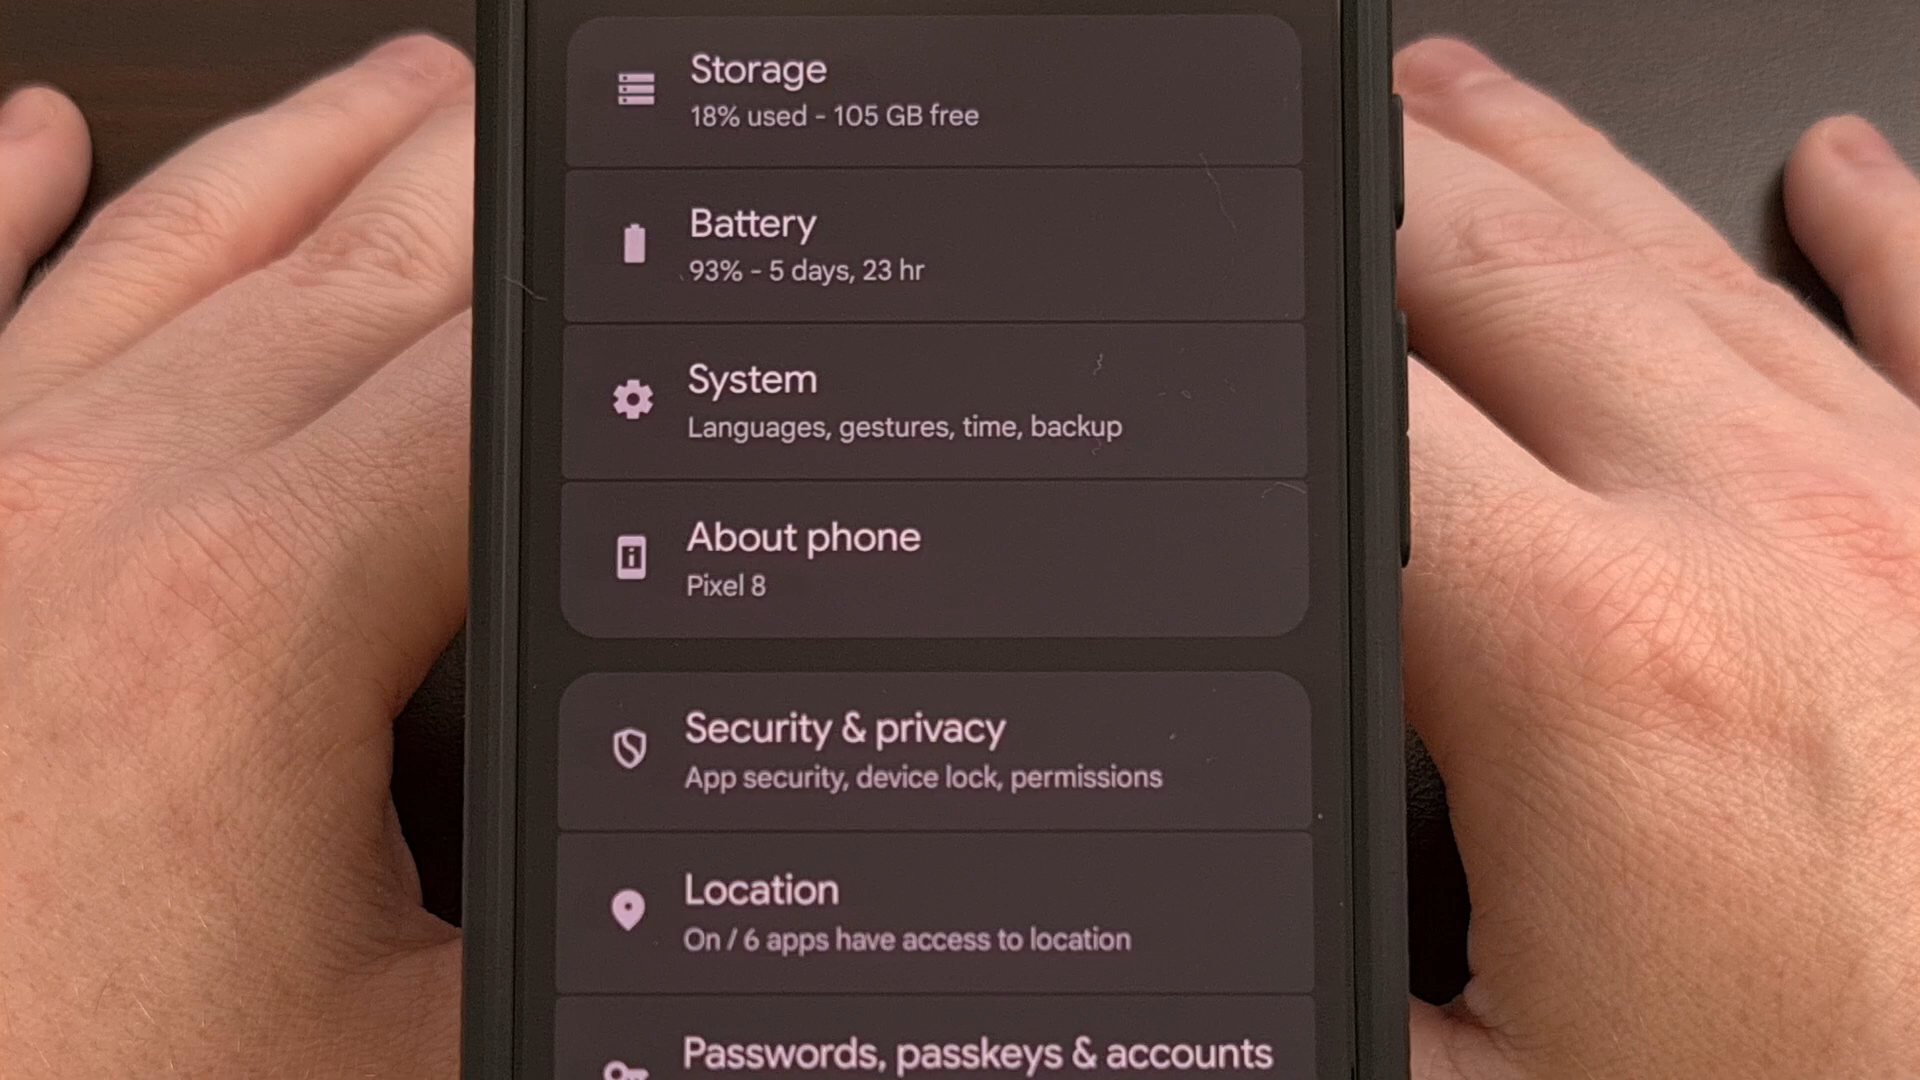 Storage
18% used - 105 GB free
Battery
93% - 5 days, 23 hr
System
Languages, gestures, time, backup
About phone
Pixel 8
Security & privacy
App security, device lock, permissions
Location
On / 6 apps have access to location
Passwords, passkeys & accounts